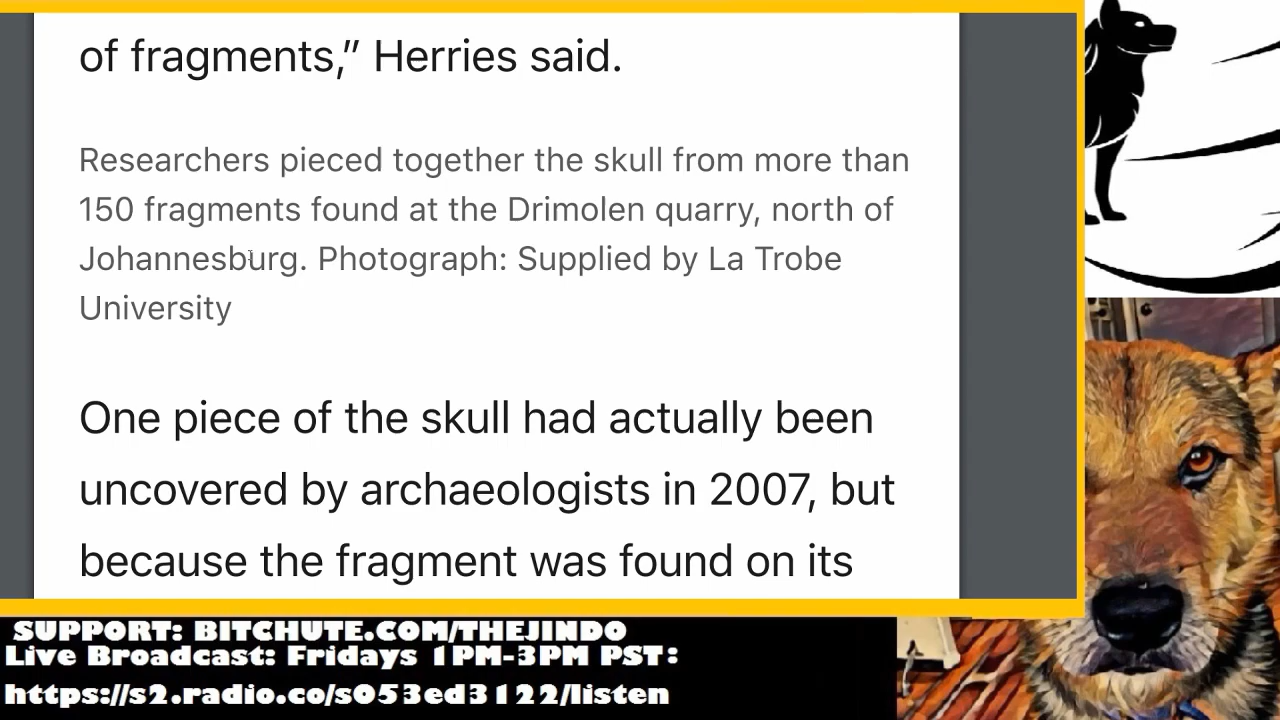 of fragments,” Herries said.
Researchers pieced together the skull from more than
150 fragments found at the Drimolen quarry, north of
Johannesburg. Photograph: Supplied by La Trobe
University
One piece of the skull had actually been
uncovered by archaeologists in 2007, but
because the fragment was found on its
SUPPORT: BITCHUTE.COM/THEJINDO
Live Broadcast: Fridays 1PM-3PM PST:
https://s2.radio.co/s053ed3122/listen